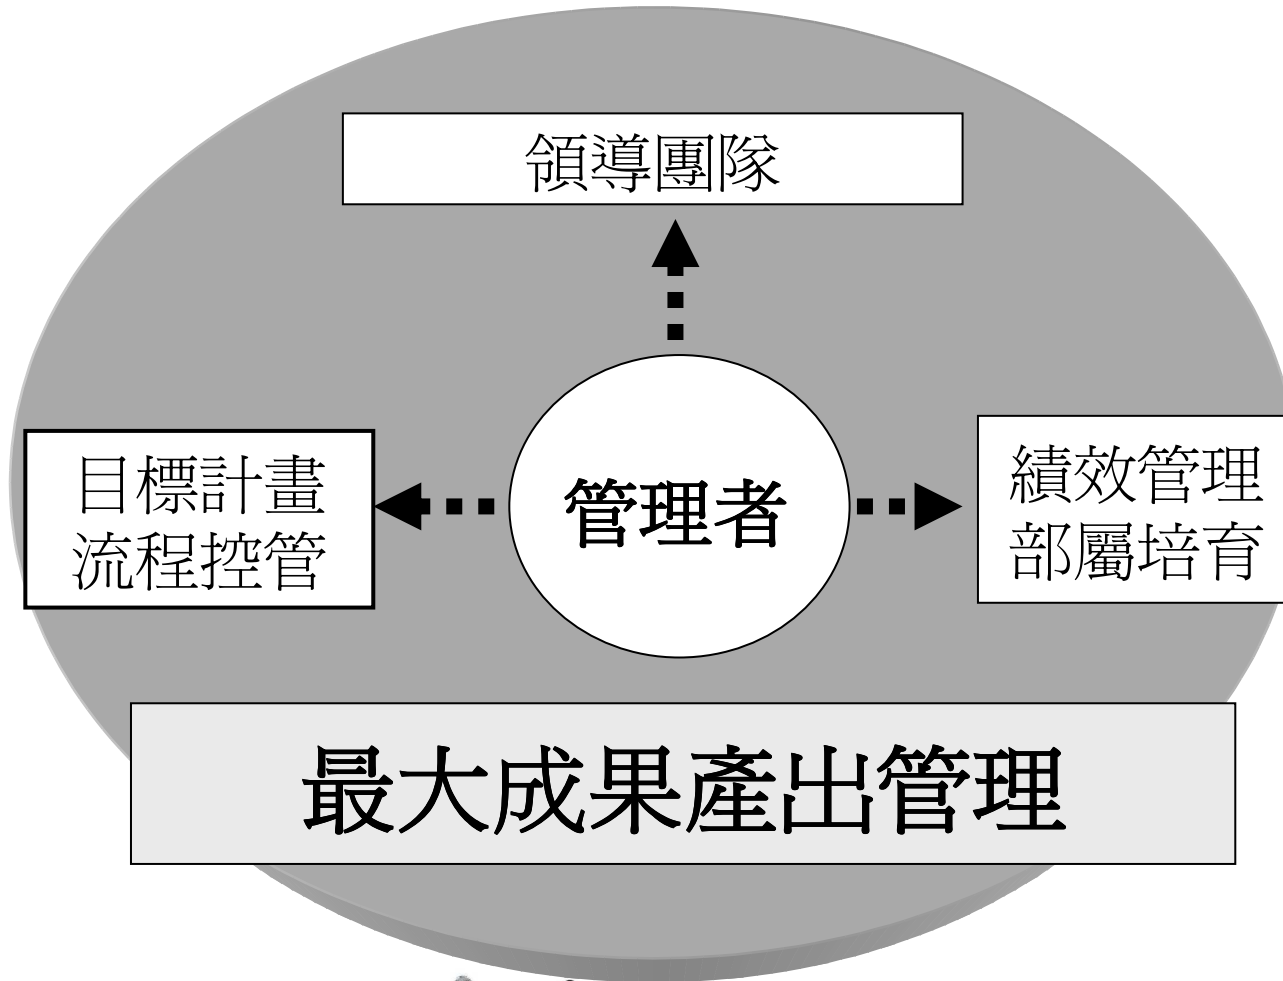 領導團隊
目標計畫
流程控管
管理者
績效管理
部屬培育
最大成果產出管理